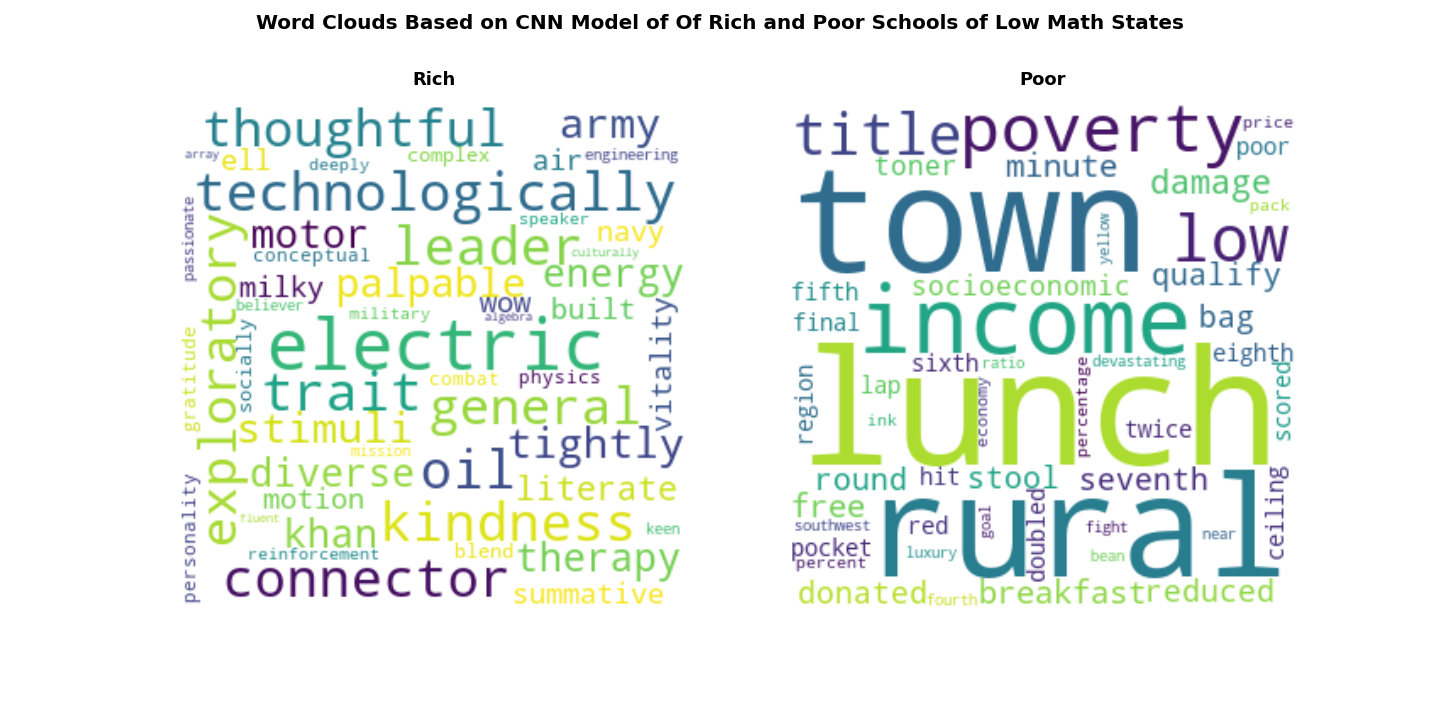 Word Clouds Based on CNN Model of Of Rich and Poor Schools of Low Math States
Rich
thoughtful
army
array
ell
deeply
complex
air
engineering
technologically
passionate
speaker
motor
leader
navy
conceptual
culturally
exploratory
milky
palpable
energy
believer
military
wow
algebra
built
electric
vitality
gratitude
socially
trait
combat
physics
general
stimuli
mission
tightly
diverse
oil
literate
personality
motion
fluent
khan
kindness
keen
reinforcement
blend
therapy
connector
summative
Poor
title
poverty
price
poor
toner
minute
damage
pack
town
yellow
low
qualify
fifth
socioeconomic
final
income
bag
sixth
ratio
devastating
eighth
region
lap
lunch
percentage
scored
ink
economy
twice
round
hit
stool
seventh
free
ceiling
southwest
red
rural
goal
doubled
fight
near
pocket
luxury
bean
percent
donated
fourth
breakfast
reduced